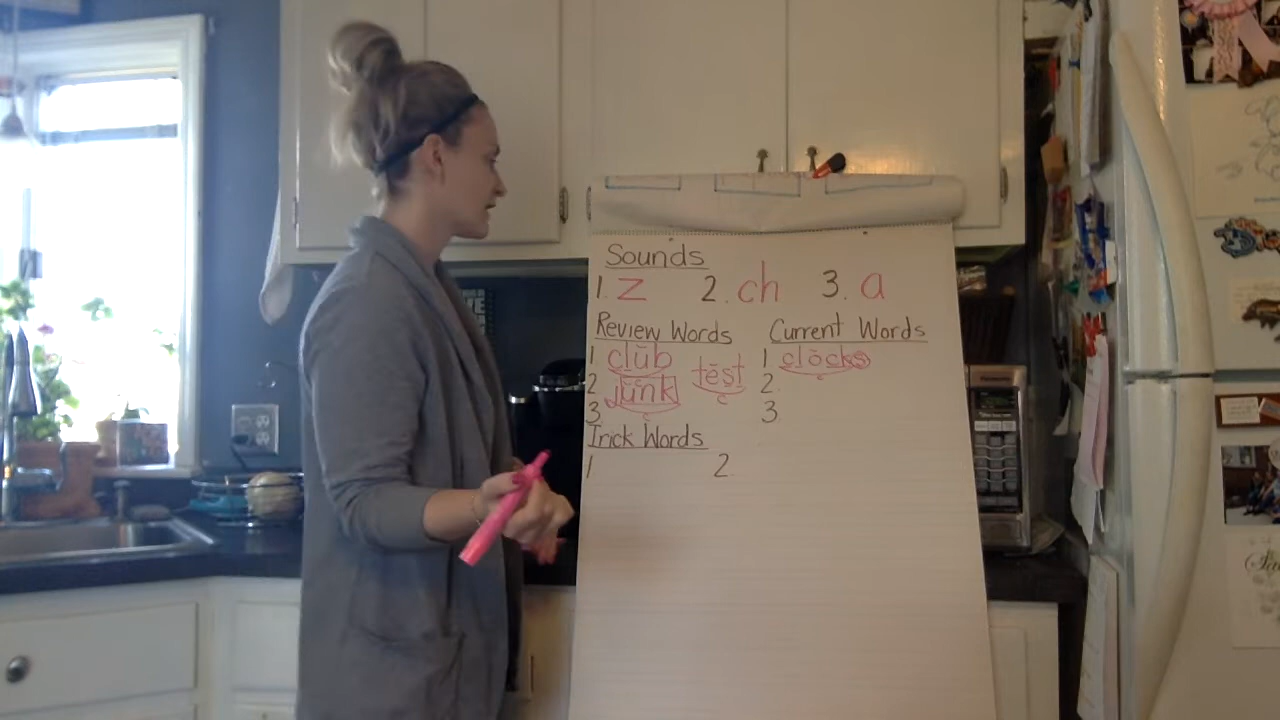 Sounds
1. z 2. ch 3. a
Review Words
1 club
2 junk
3 test
Current Words
1. clocks
2.
3.
Trick Words
1 2.
Panasonic